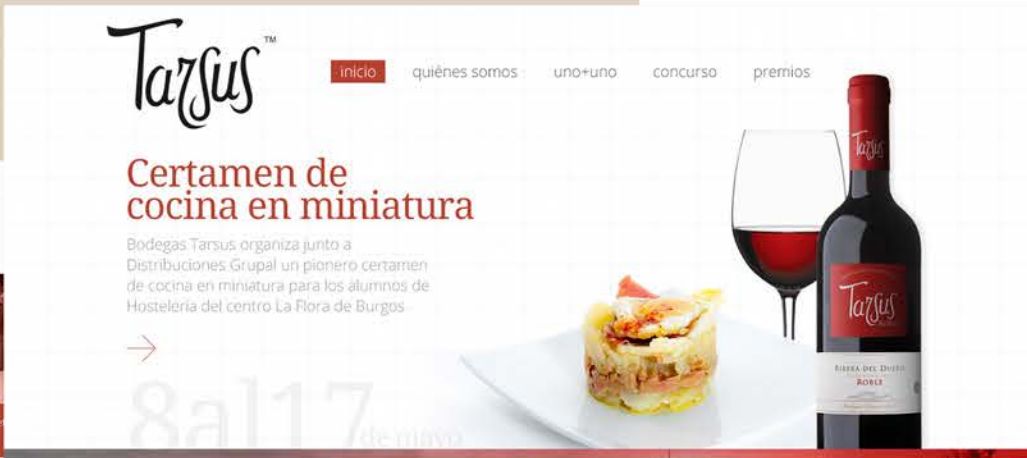 Tarsus™
inicio quiénes somos uno+uno concurso premios
Certamen de
cocina en miniatura
Bodegas Tarsus organiza junto a
Distribuciones Grupal un pionero certamen
de cocina en miniatura para los alumnos de
Hostelería del centro La Flora de Burgos
8 al 17 de mayo
Tarsus
Tarsus
RIBERA DEL DUERO
ROBLE